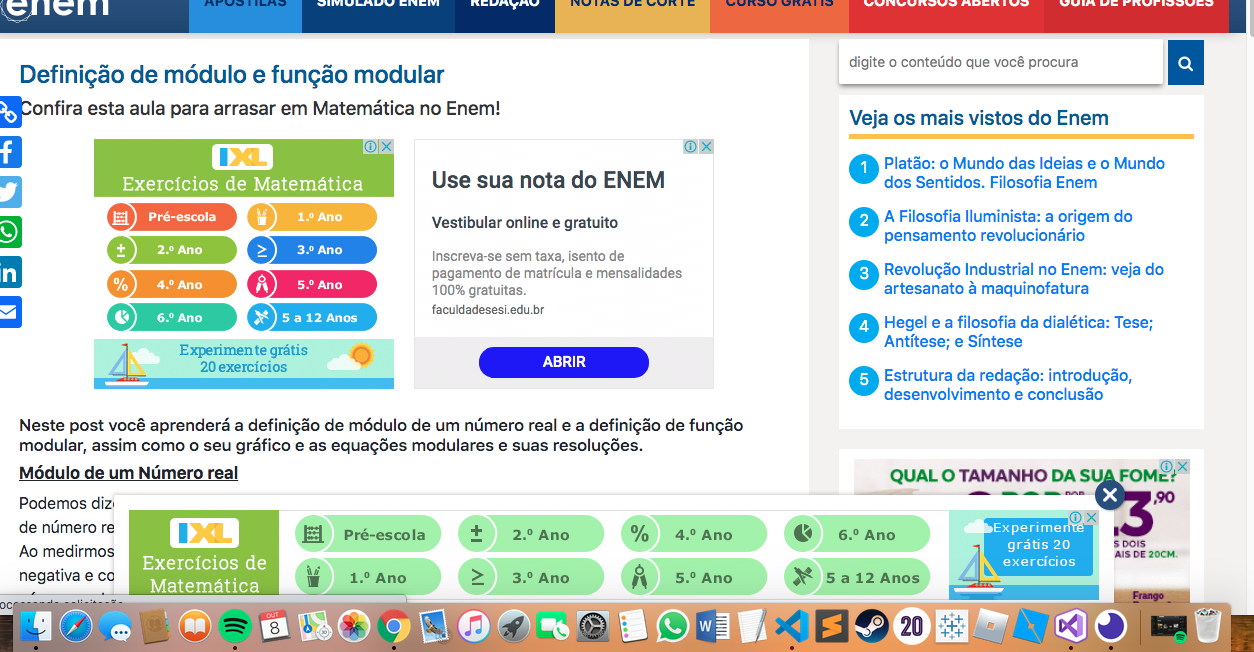 enem
APOSTILAS
SIMULADO ENEM
REDAÇÃO
NOTAS DE CORTE
CURSO GRÁTIS
CONCURSOS ABERTOS
GUIA DE PROFISSÕES
Definição de módulo e função modular
Confira esta aula para arrasar em Matemática no Enem!
IXL
Exercícios de Matemática
Pré-escola
1.º Ano
2.º Ano
3.º Ano
4.º Ano
5.º Ano
6.º Ano
5 a 12 Anos
Experimente grátis
20 exercícios
Use sua nota do ENEM
Vestibular online e gratuito
Inscreva-se sem taxa, isento de
pagamento de matrícula e mensalidades
100% gratuitas.
faculdadesesi.edu.br
ABRIR
Neste post você aprenderá a definição de módulo de um número real e a definição de função
modular, assim como o seu gráfico e as equações modulares e suas resoluções.
Módulo de um Número real
Podemos
de número
Ao medirmos
negativa e
digite o conteúdo que você procura
Veja os mais vistos do Enem
1 Platão: o Mundo das Ideias e o Mundo
dos Sentidos. Filosofia Enem
2 A Filosofia Iluminista: a origem do
pensamento revolucionário
3 Revolução Industrial no Enem: veja do
artesanato à maquinofatura
4 Hegel e a filosofia da dialética: Tese;
Antítese; e Síntese
5 Estrutura da redação: introdução,
desenvolvimento e conclusão
QUAL O TAMANHO DA SUA FOME?
POR
3,90
DOIS
MAIS DE 20CM.
Frango
IXL
Exercícios de
Matemática
Pré-escola
2.º Ano
4.º Ano
6.º Ano
1.º Ano
3.º Ano
5.º Ano
5 a 12 Anos
Experimente
grátis 20
exercícios
OUT
8
20